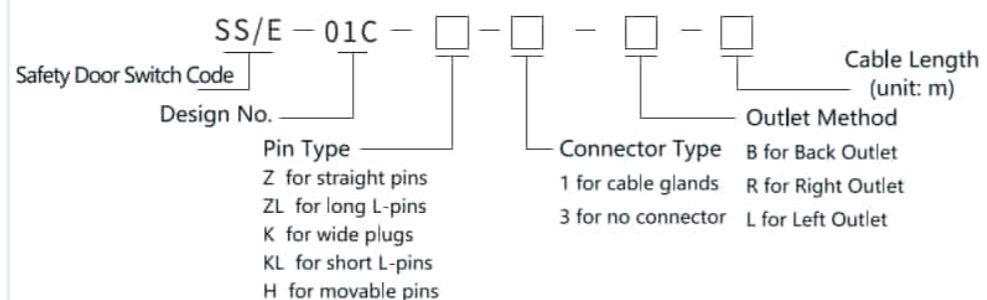 SS/E - 01C - □ - □ - □ - □
Safety Door Switch Code
Design No.
Pin Type
Z for straight pins
ZL for long L-pins
K for wide plugs
KL for short L-pins
H for movable pins
Connector Type
1 for cable glands
3 for no connector
Outlet Method
B for Back Outlet
R for Right Outlet
L for Left Outlet
Cable Length
(unit: m)